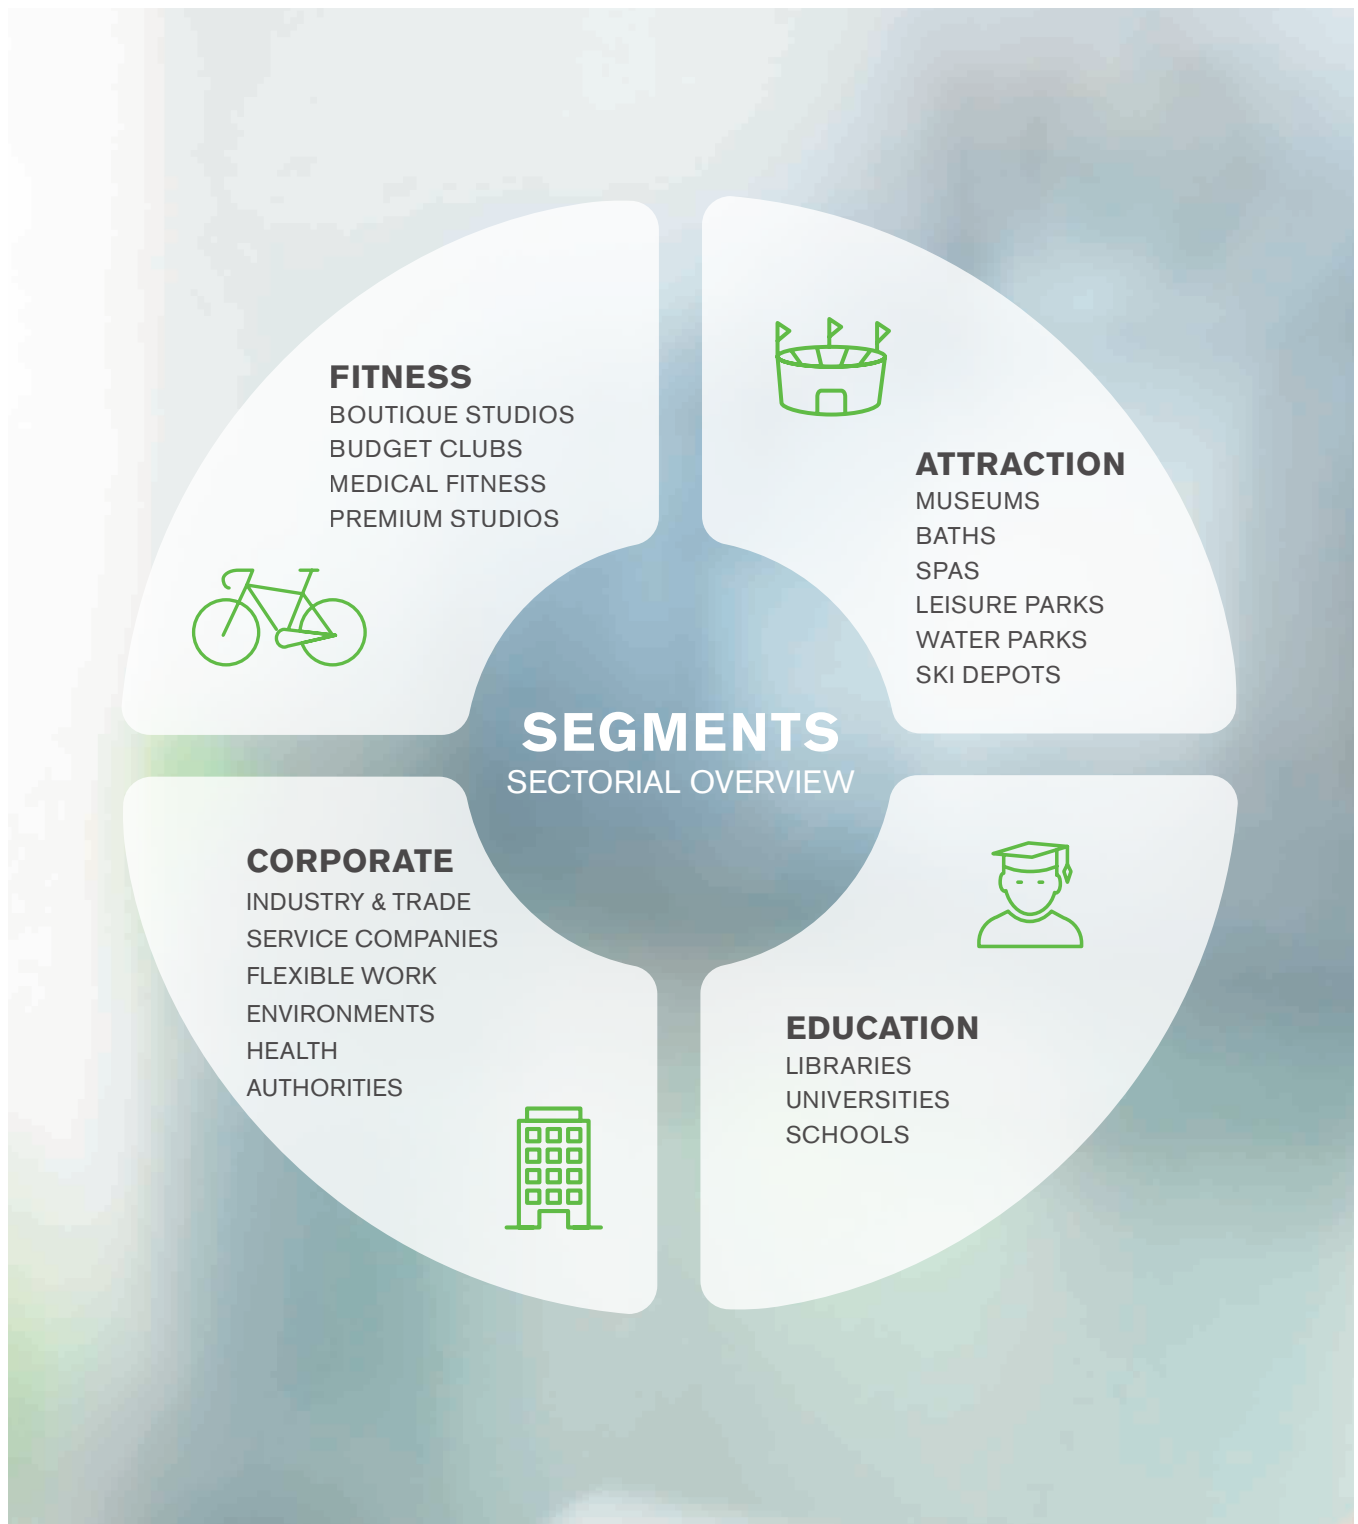 FITNESS
BOUTIQUE STUDIOS
BUDGET CLUBS
MEDICAL FITNESS
PREMIUM STUDIOS
ATTRACTION
MUSEUMS
BATHS
SPAS
LEISURE PARKS
WATER PARKS
SKI DEPOTS
SEGMENTS
SECTORIAL OVERVIEW
CORPORATE
INDUSTRY & TRADE
SERVICE COMPANIES
FLEXIBLE WORK
ENVIRONMENTS
HEALTH
AUTHORITIES
EDUCATION
LIBRARIES
UNIVERSITIES
SCHOOLS